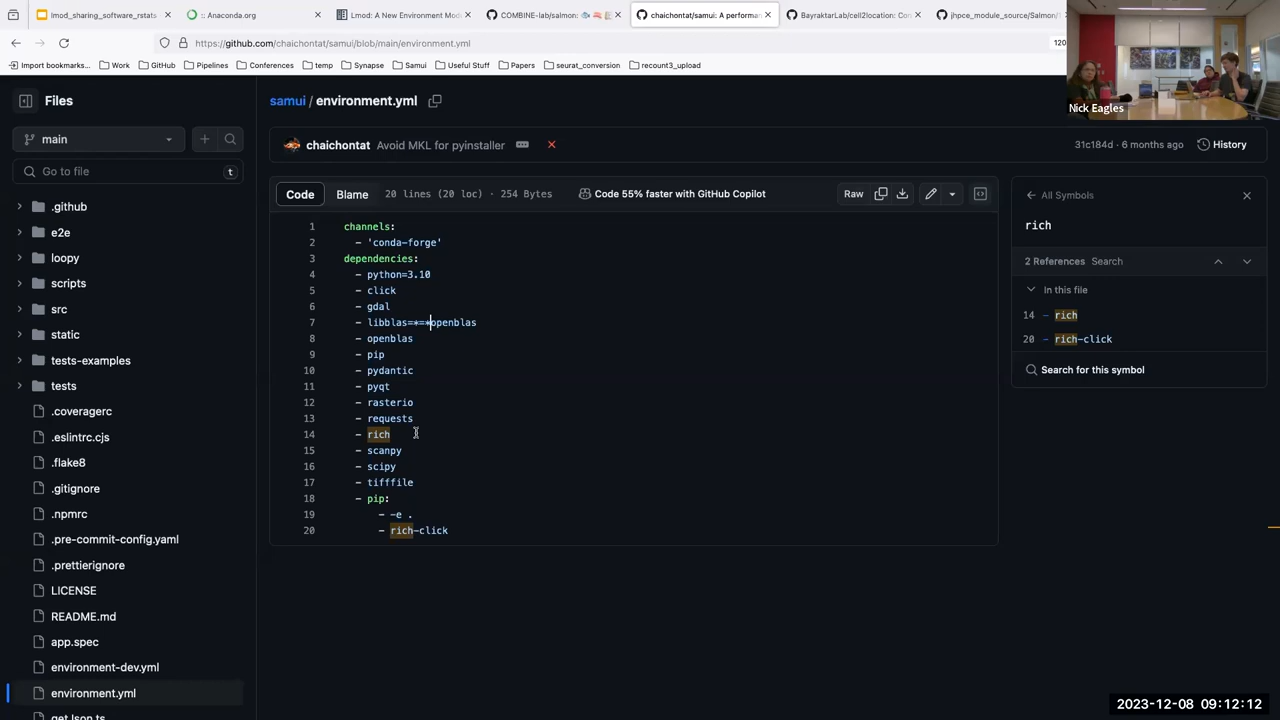 lmod_sharing_software_rstats
:: Anaconda.org
Lmod: A New Environment Mod
COMBINE-lab/salmon:
chaichontat/samui: A performa
BayraktarLab/cell2location: Co
jhpce_module_source/Salmon/1
https://github.com/chaichontat/samui/blob/main/environment.yml
120
Import bookmarks...
Work
GitHub
Pipelines
Conferences
temp
Synapse
Samui
Useful Stuff
Papers
seurat_conversion
recount3_upload
Nick Eagles
Files
samui / environment.yml
main
Go to file
t
chaichontat Avoid MKL for pyinstaller
31c184d · 6 months ago
History
Code
Blame
20 lines (20 loc) · 254 Bytes
Code 55% faster with GitHub Copilot
Raw
All Symbols
rich
2 References Search
In this file
14 - rich
20 - rich-click
Search for this symbol
.github
e2e
loopy
scripts
src
static
tests-examples
tests
.coveragerc
.eslintrc.cjs
.flake8
.gitignore
.npmrc
.pre-commit-config.yaml
.prettierignore
LICENSE
README.md
app.spec
environment-dev.yml
environment.yml
getJson.ts
1 channels:
2 - 'conda-forge'
3 dependencies:
4 - python=3.10
5 - click
6 - gdal
7 - libblas=*=*openblas
8 - openblas
9 - pip
10 - pydantic
11 - pyqt
12 - rasterio
13 - requests
14 - rich
15 - scanpy
16 - scipy
17 - tifffile
18 - pip:
19 - -e .
20 - rich-click
2023-12-08 09:12:12